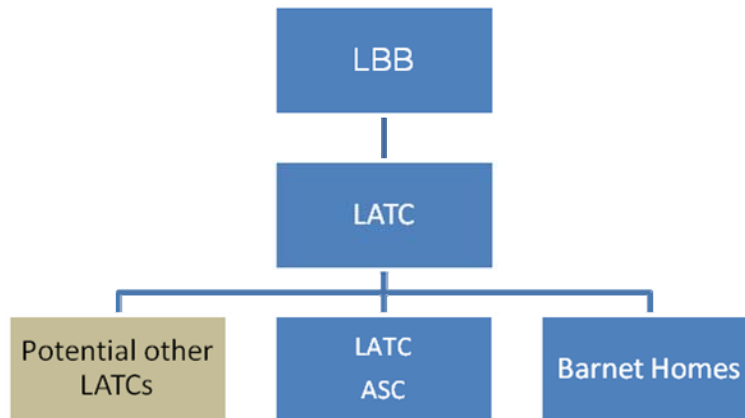 LBB
LATC
Potential other
LATCs
LATC
ASC
Barnet Homes